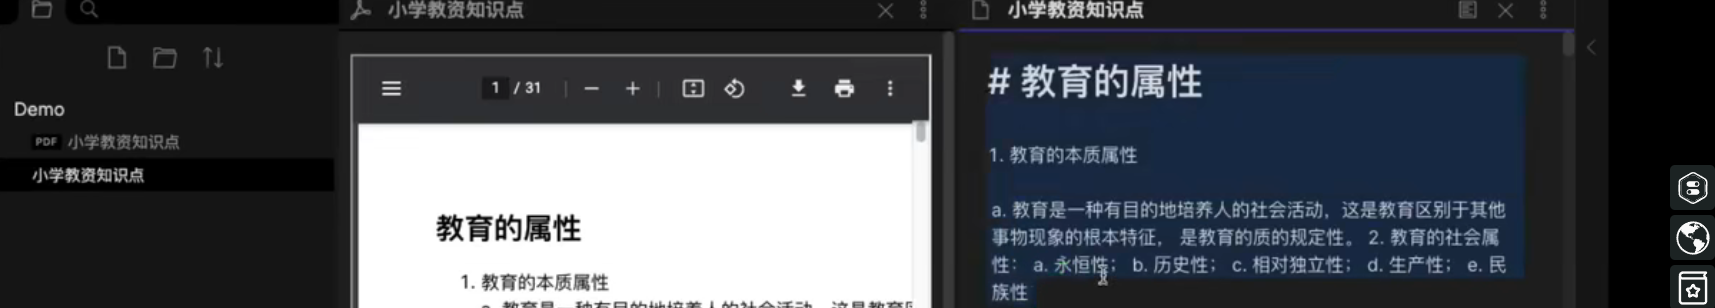 小学教资知识点
小学教资知识点
1 / 31
Demo
PDF 小学教资知识点
小学教资知识点
教育的属性
1. 教育的本质属性
a. 教育是一种有目的地培养人的社会活动，这是教育区
# 教育的属性
1. 教育的本质属性
a. 教育是一种有目的地培养人的社会活动，这是教育区别于其他
事物现象的根本特征， 是教育的质的规定性。 2. 教育的社会属
性： a. 永恒性； b. 历史性； c. 相对独立性； d. 生产性； e. 民
族性